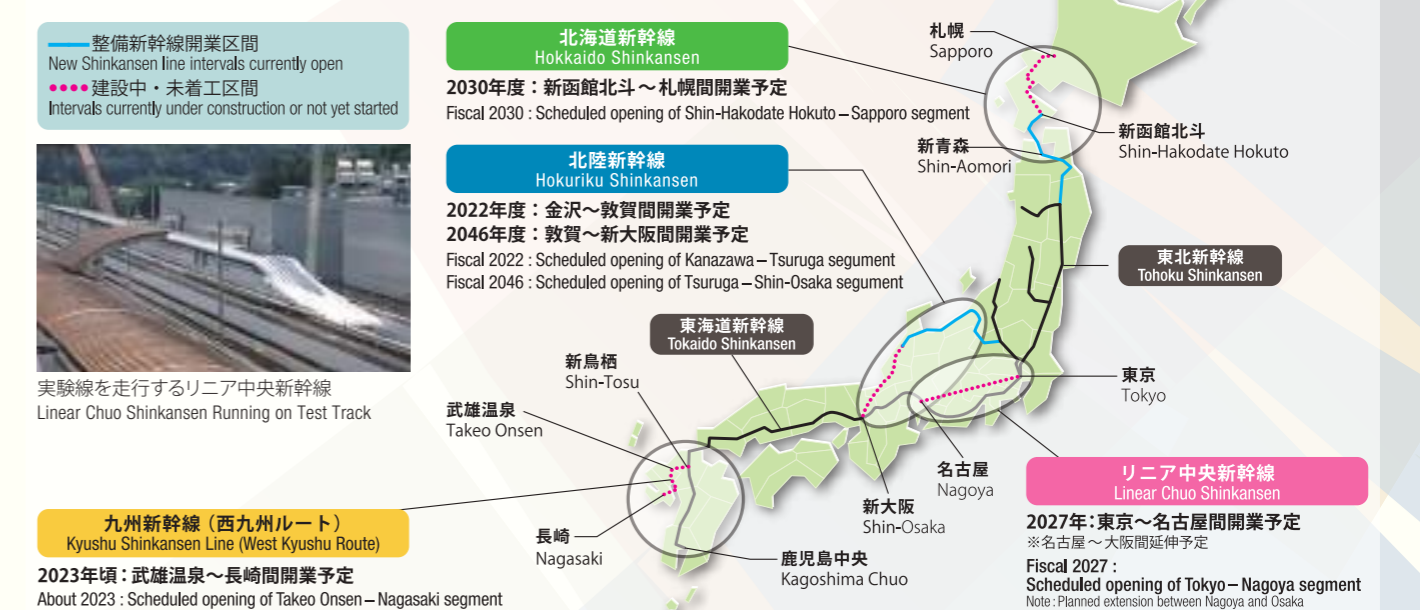 整備新幹線開業区間
New Shinkansen line intervals currently open
建設中・未着工区間
Intervals currently under construction or not yet started
実験線を走行するリニア中央新幹線
Linear Chuo Shinkansen Running on Test Track
北海道新幹線
Hokkaido Shinkansen
2030年度：新函館北斗～札幌間開業予定
Fiscal 2030 : Scheduled opening of Shin-Hakodate Hokuto – Sapporo segment
北陸新幹線
Hokuriku Shinkansen
2022年度：金沢～敦賀間開業予定
2046年度：敦賀～新大阪間開業予定
Fiscal 2022 : Scheduled opening of Kanazawa – Tsuruga segument
Fiscal 2046 : Scheduled opening of Tsuruga – Shin-Osaka segument
札幌
Sapporo
新函館北斗
Shin-Hakodate Hokuto
新青森
Shin-Aomori
東北新幹線
Tohoku Shinkansen
東海道新幹線
Tokaido Shinkansen
新鳥栖
Shin-Tosu
武雄温泉
Takeo Onsen
東京
Tokyo
名古屋
Nagoya
新大阪
Shin-Osaka
長崎
Nagasaki
鹿児島中央
Kagoshima Chuo
九州新幹線（西九州ルート）
Kyushu Shinkansen Line (West Kyushu Route)
2023年頃：武雄温泉～長崎間開業予定
About 2023 : Scheduled opening of Takeo Onsen – Nagasaki segment
リニア中央新幹線
Linear Chuo Shinkansen
2027年：東京～名古屋間開業予定
※名古屋～大阪間延伸予定
Fiscal 2027 :
Scheduled opening of Tokyo – Nagoya segment
Note : Planned extension between Nagoya and Osaka